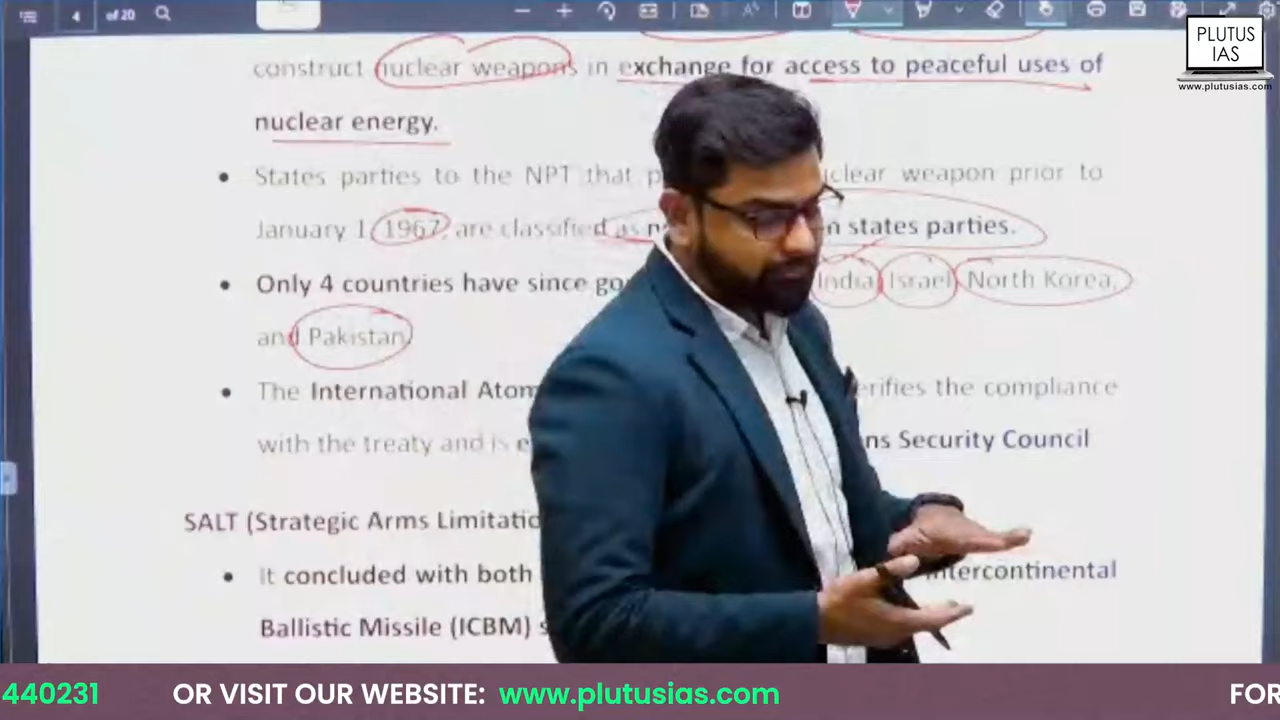 4 of 20
PLUTUS
IAS
www.plutusias.com
construct nuclear weapons in exchange for access to peaceful uses of
nuclear energy.
States parties to the NPT that clear weapon prior to
January 1 1967, are classified as n states parties.
Only 4 countries have since India, Israel, North Korea,
and Pakistan
The International Atom erifies the compliance
with the treaty and is ns Security Council
SALT (Strategic Arms Limitatio
It concluded with both intercontinental
Ballistic Missile (ICBM)
440231 OR VISIT OUR WEBSITE: www.plutusias.com FOR